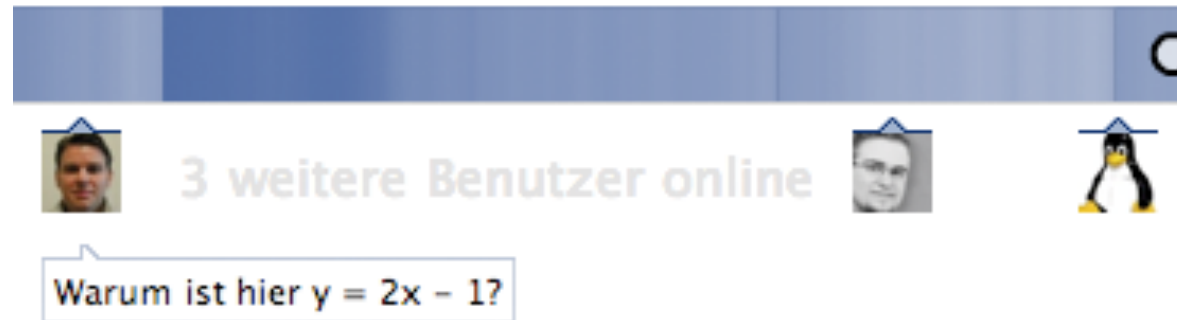 3 weitere Benutzer online
Warum ist hier y = 2x – 1?